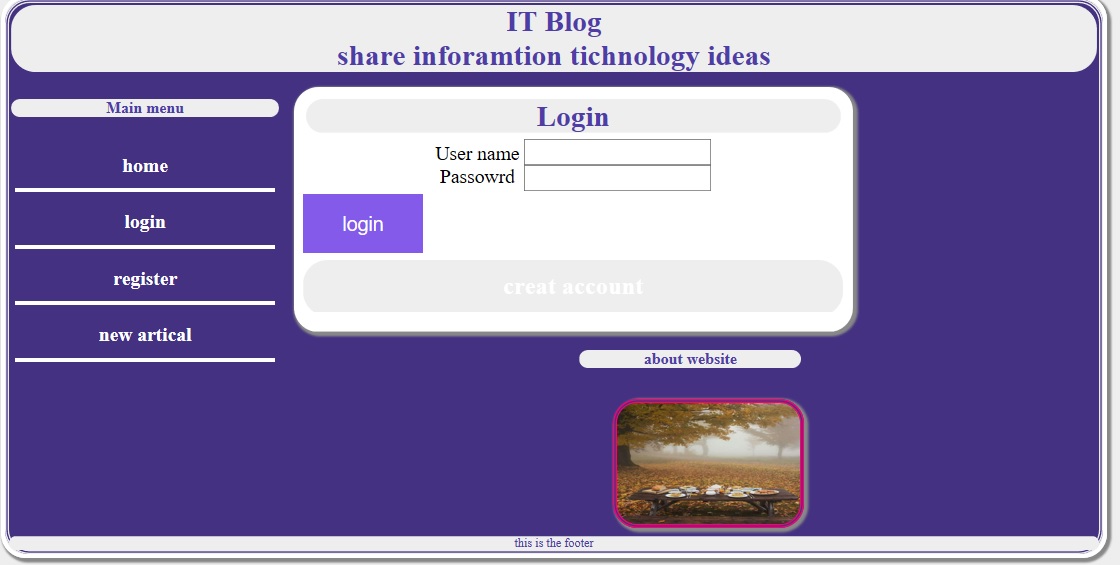 IT Blog
share inforamtion tichnology ideas
Main menu
home
login
register
new artical
Login
User name
Passowrd
login
creat account
about website
this is the footer